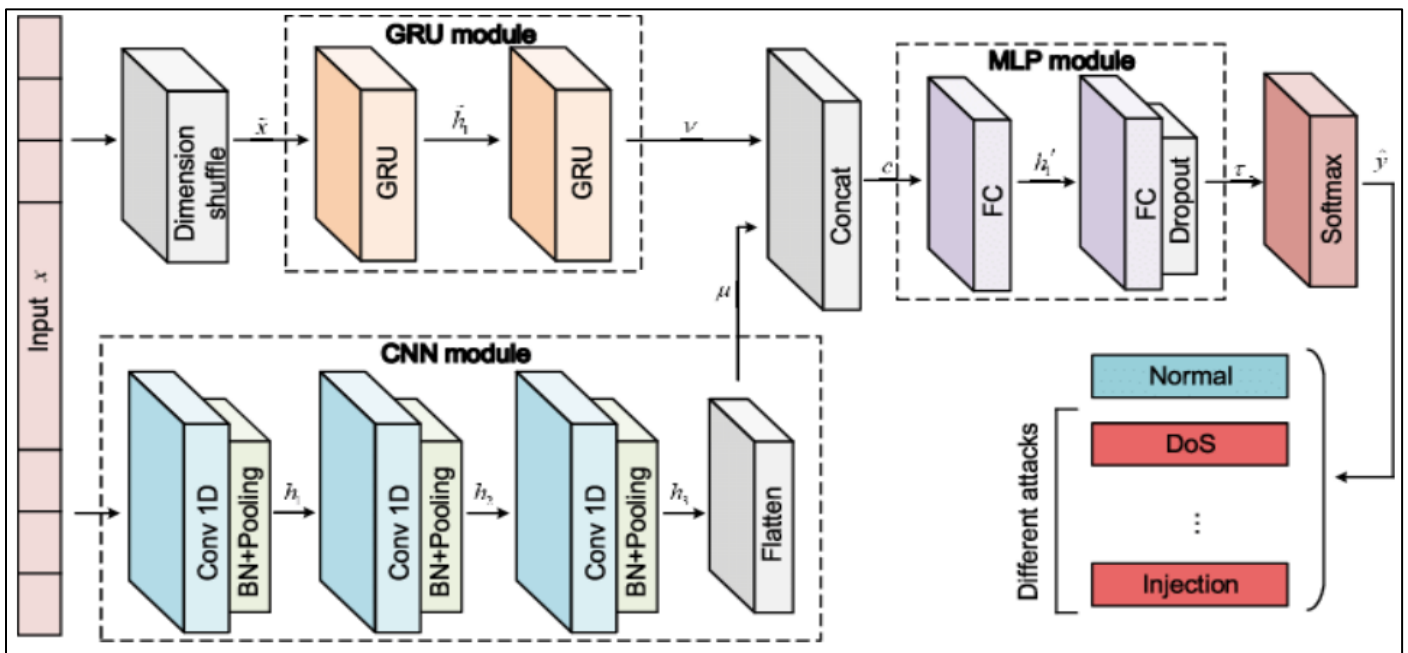 Input x
Dimension
shuffle
x̃
GRU module
GRU
h̃₁
GRU
ν
CNN module
Conv 1D
BN+Pooling
h₁
Conv 1D
BN+Pooling
h₂
Conv 1D
BN+Pooling
h₃
Flatten
μ
Concat
c
MLP module
FC
h₁′
FC
Dropout
τ
Softmax
ŷ
Different attacks
Normal
DoS
...
Injection